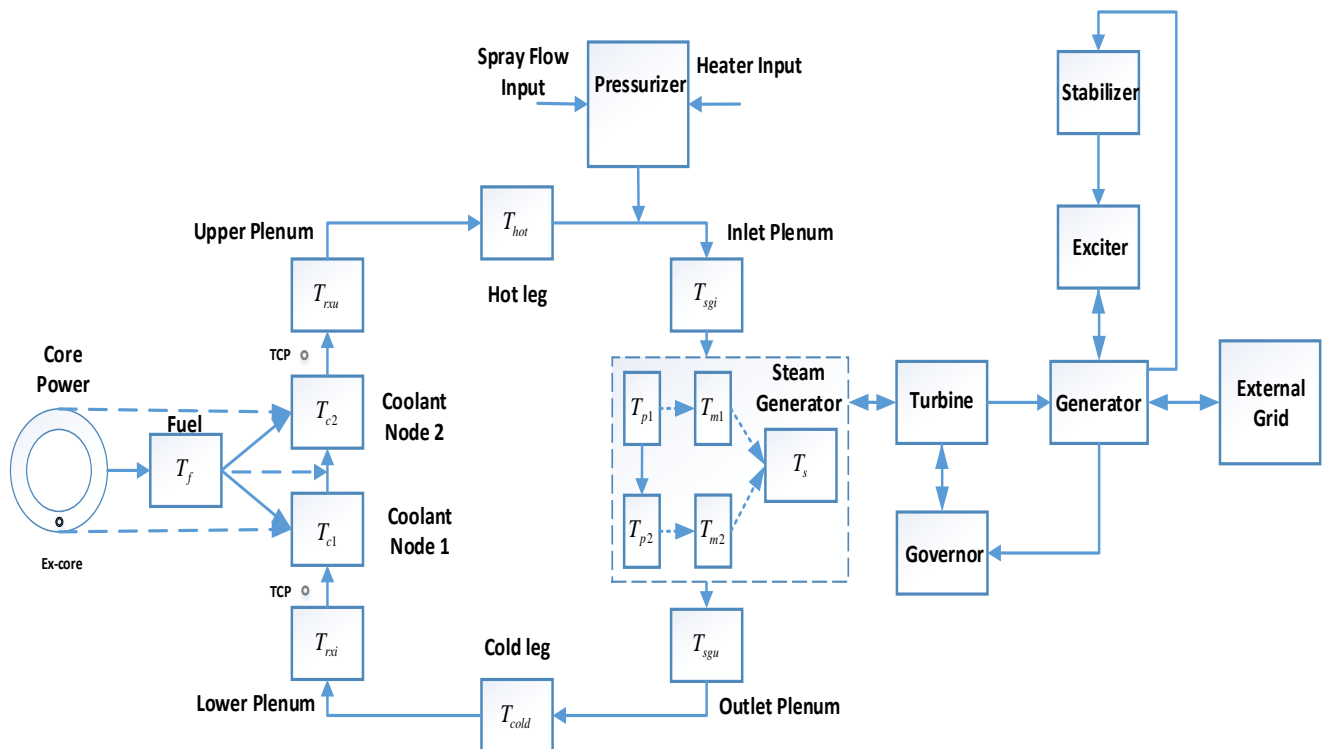 Spray Flow
Input
Pressurizer
Heater Input
Stabilizer
Exciter
Upper Plenum
T_hot
Hot leg
Inlet Plenum
T_rxu
T_sgi
TCP
Core
Power
Fuel
T_f
T_c2
Coolant
Node 2
T_c1
Coolant
Node 1
Ex-core
TCP
Steam
Generator
T_p1
T_m1
T_s
T_p2
T_m2
Turbine
Generator
External
Grid
Governor
T_rxi
Lower Plenum
Cold leg
T_cold
T_sgu
Outlet Plenum